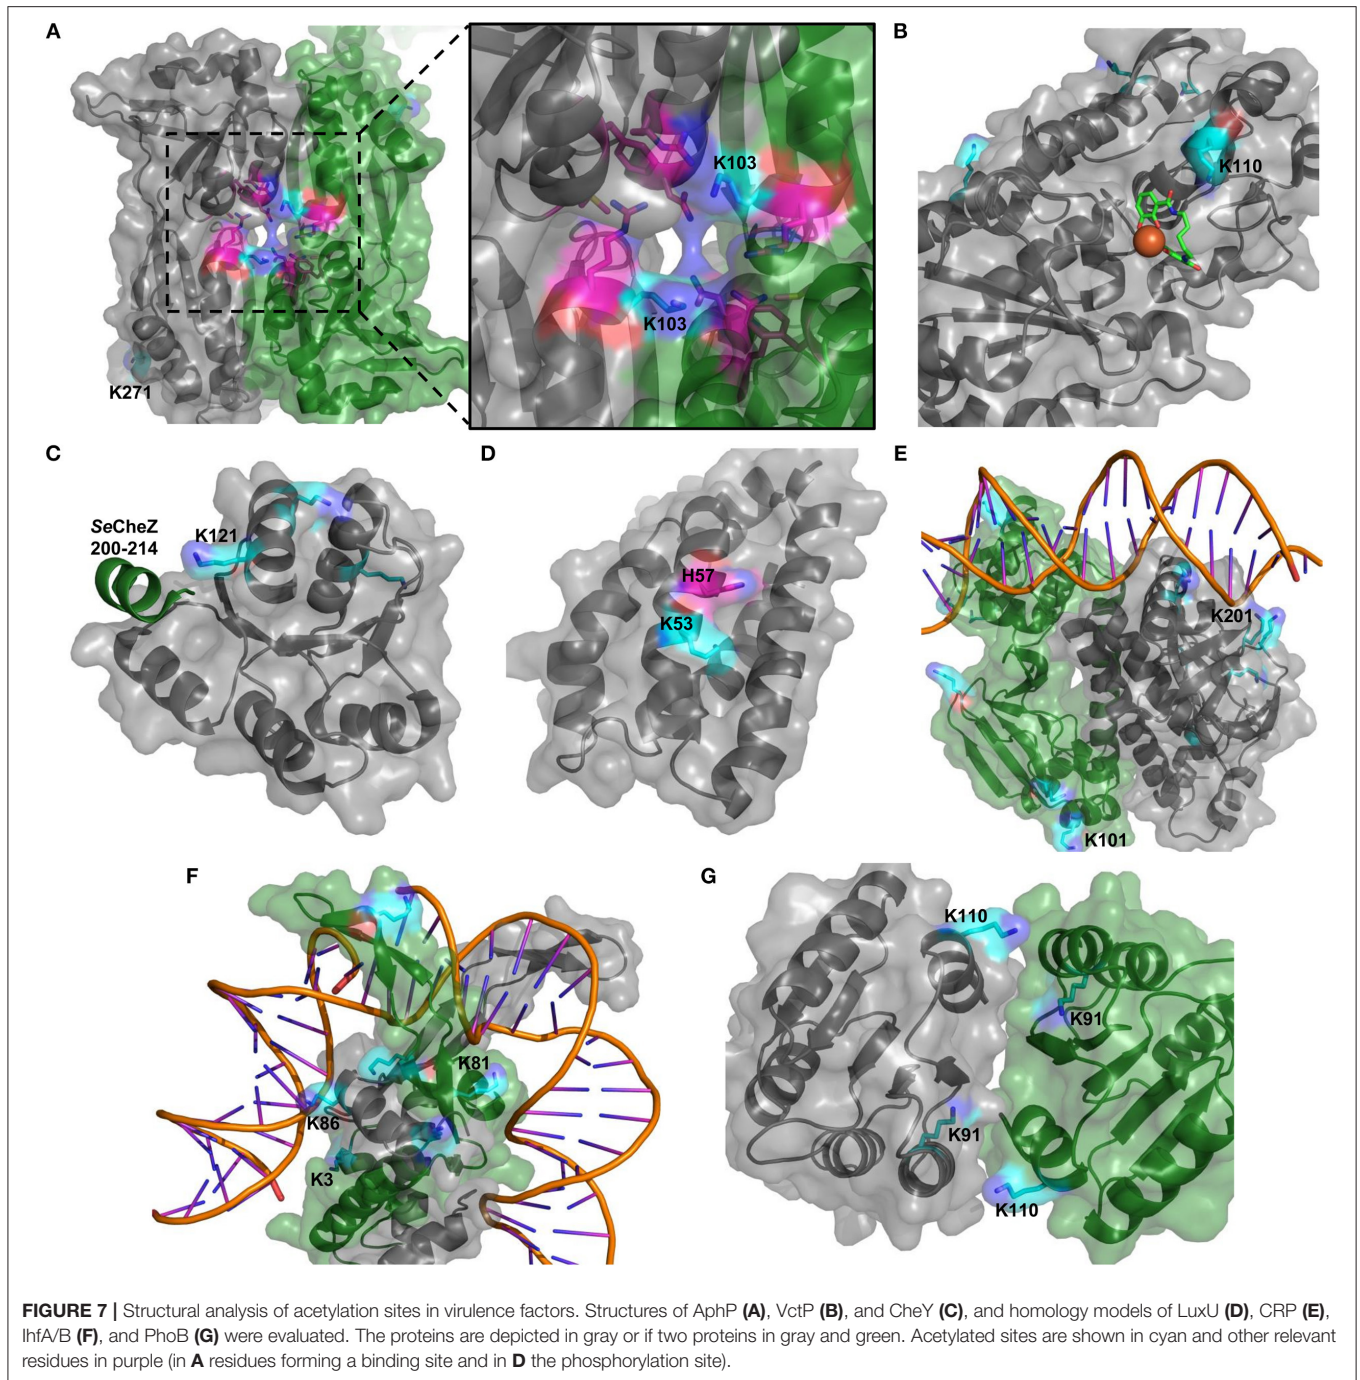 A
K103
K103
K271
B
K110
C
SeCheZ
200-214
K121
D
H57
K53
E
K201
K101
F
K81
K86
K3
G
K110
K91
K91
K110
FIGURE 7 | Structural analysis of acetylation sites in virulence factors. Structures of AphP (A), VctP (B), and CheY (C), and homology models of LuxU (D), CRP (E),
IhfA/B (F), and PhoB (G) were evaluated. The proteins are depicted in gray or if two proteins in gray and green. Acetylated sites are shown in cyan and other relevant
residues in purple (in A residues forming a binding site and in D the phosphorylation site).